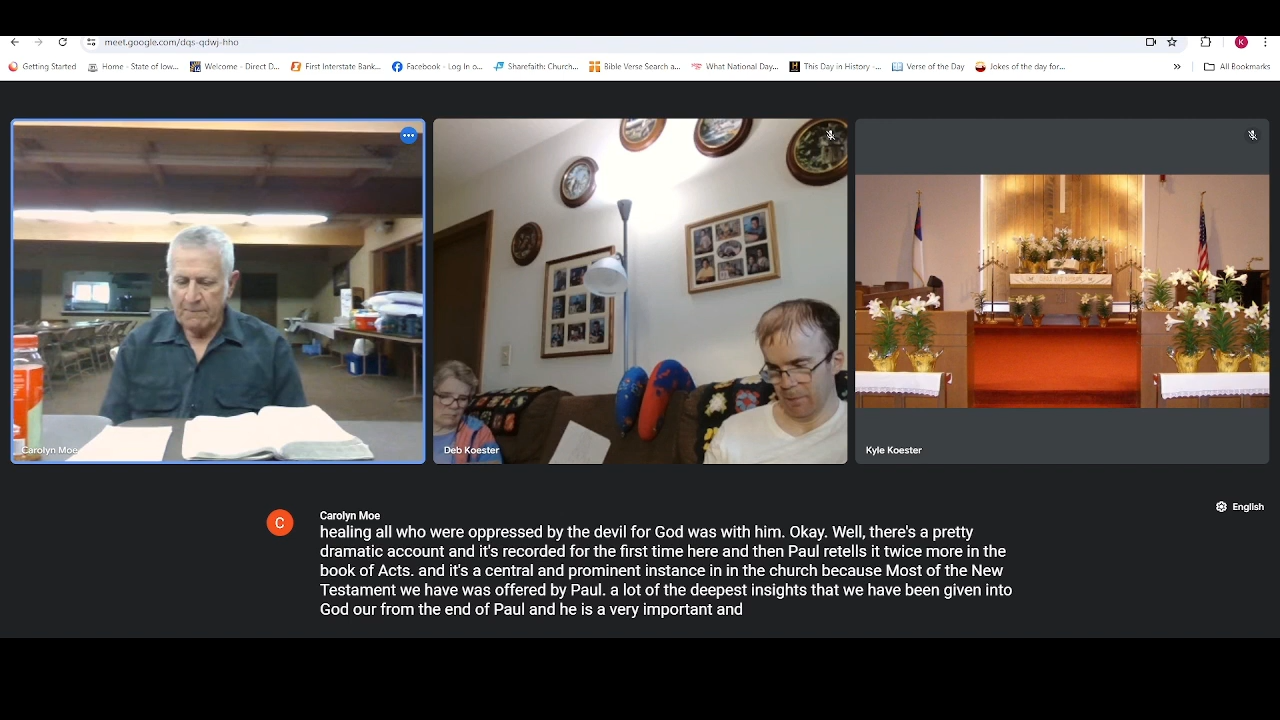 meet.google.com/dqs-qdwj-hho
Getting Started Home - State of Iow... Welcome - Direct D... First Interstate Bank... Facebook - Log In o... Sharefaith: Church... Bible Verse Search a... What National Day... This Day in History -... Verse of the Day Jokes of the day for... » All Bookmarks
Carolyn Moe
Deb Koester
Kyle Koester
English
C
Carolyn Moe
healing all who were oppressed by the devil for God was with him. Okay. Well, there's a pretty
dramatic account and it's recorded for the first time here and then Paul retells it twice more in the
book of Acts. and it's a central and prominent instance in in the church because Most of the New
Testament we have was offered by Paul. a lot of the deepest insights that we have been given into
God our from the end of Paul and he is a very important and